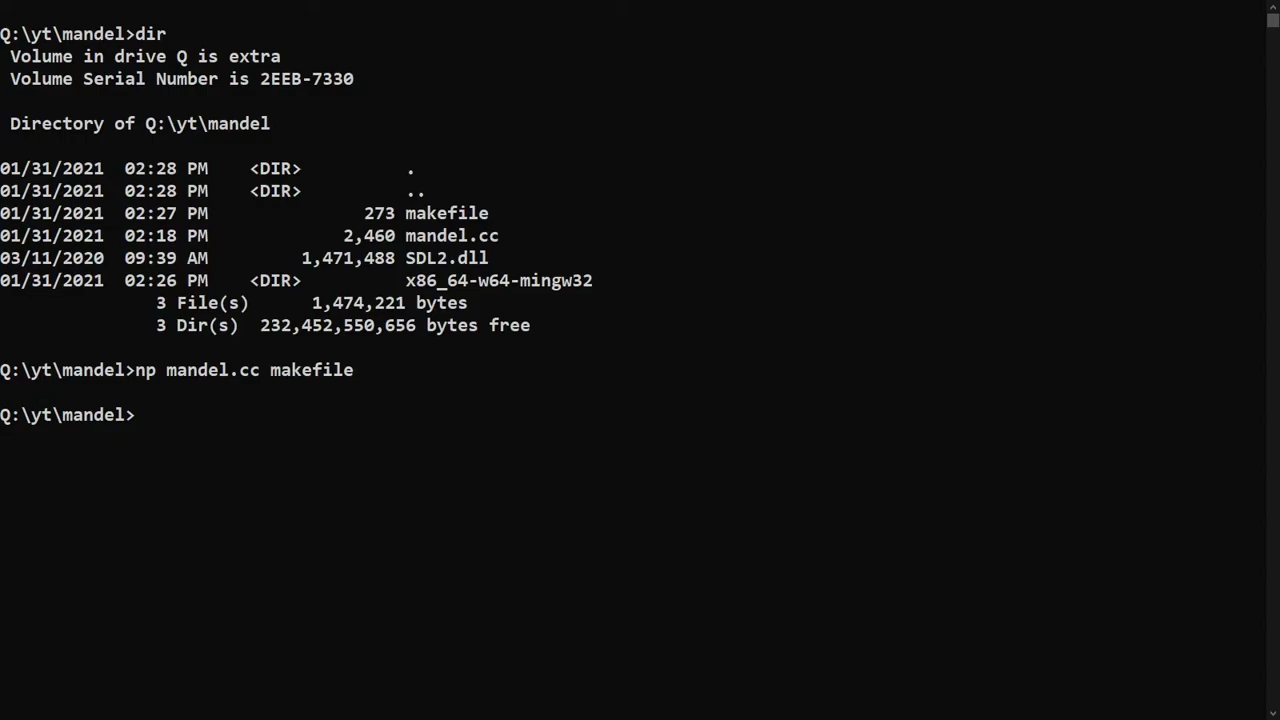 Q:\yt\mandel>dir
Volume in drive Q is extra
Volume Serial Number is 2EEB-7330
Directory of Q:\yt\mandel
01/31/2021  02:28 PM    <DIR>          .
01/31/2021  02:28 PM    <DIR>          ..
01/31/2021  02:27 PM               273 makefile
01/31/2021  02:18 PM             2,460 mandel.cc
03/11/2020  09:39 AM         1,471,488 SDL2.dll
01/31/2021  02:26 PM    <DIR>          x86_64-w64-mingw32
3 File(s)      1,474,221 bytes
3 Dir(s)  232,452,550,656 bytes free
Q:\yt\mandel>np mandel.cc makefile
Q:\yt\mandel>